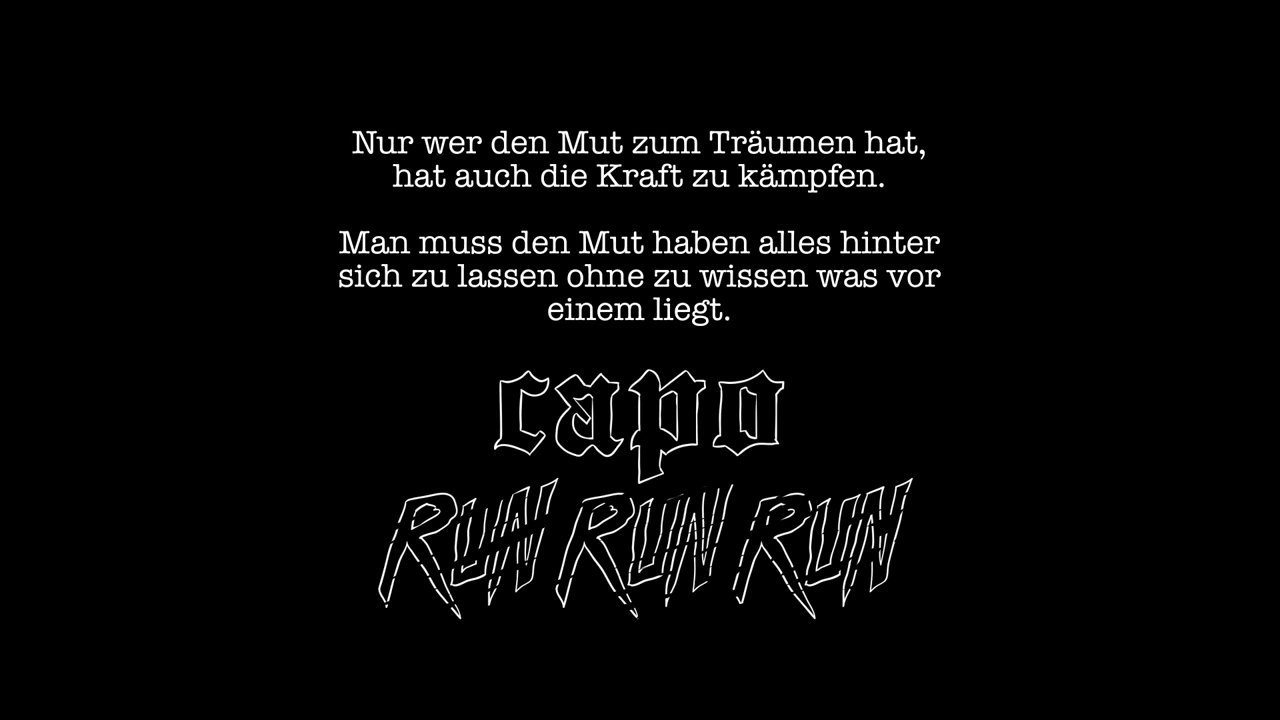 Nur wer den Mut zum Träumen hat,
hat auch die Kraft zu kämpfen.
Man muss den Mut haben alles hinter
sich zu lassen ohne zu wissen was vor
einem liegt.
capo
RUN RUN RUN